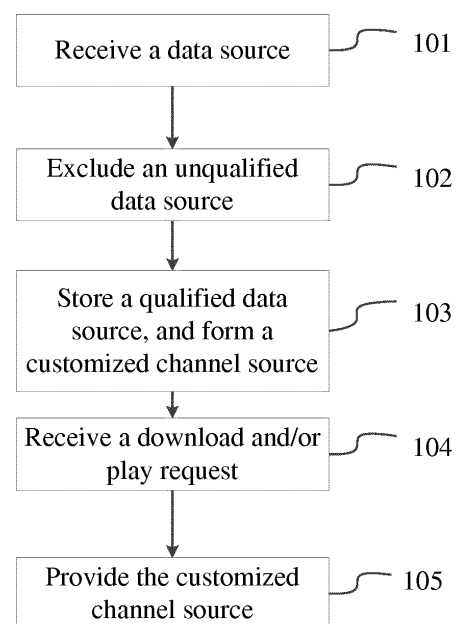 Receive a data source
101
Exclude an unqualified
data source
102
Store a qualified data
source, and form a
customized channel source
103
Receive a download and/or
play request
104
Provide the customized
channel source
105